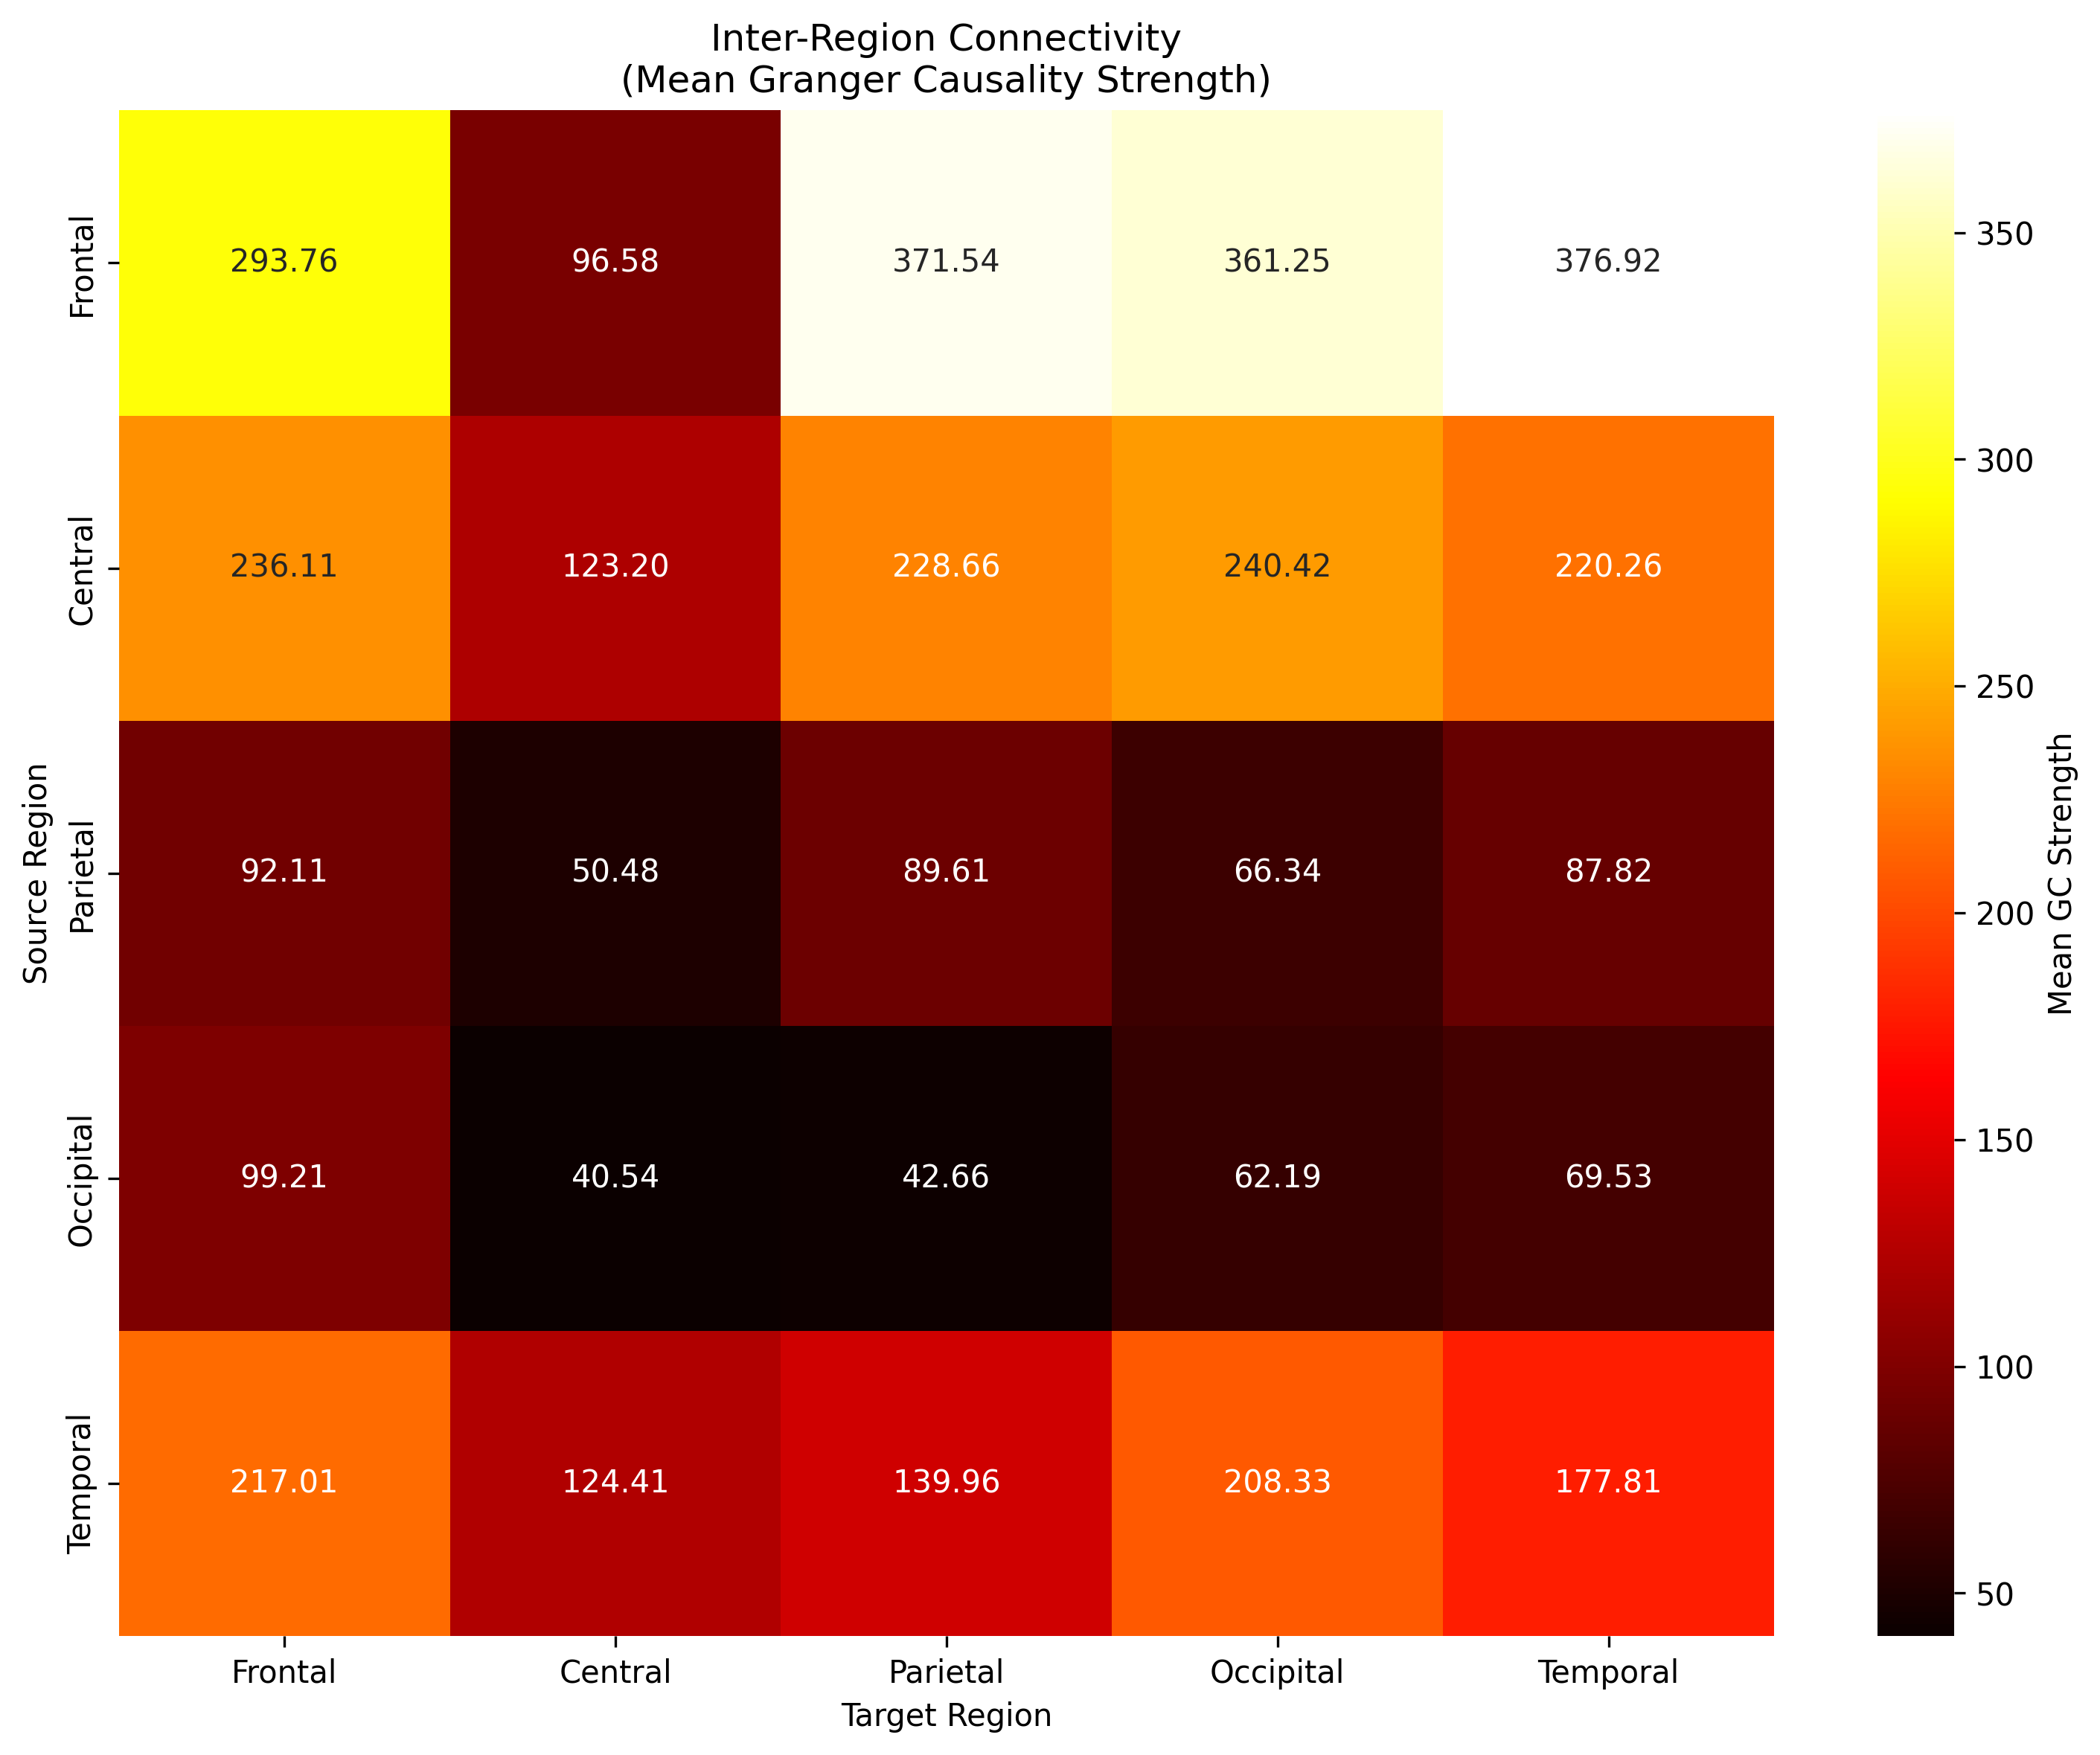 Inter-Region Connectivity
(Mean Granger Causality Strength)
Source Region
Frontal
293.76 96.58 371.54 361.25 376.92
Central
236.11 123.20 228.66 240.42 220.26
Parietal
92.11 50.48 89.61 66.34 87.82
Occipital
99.21 40.54 42.66 62.19 69.53
Temporal
217.01 124.41 139.96 208.33 177.81
Frontal Central Parietal Occipital Temporal
Target Region
350
300
250
200
150
100
50
Mean GC Strength